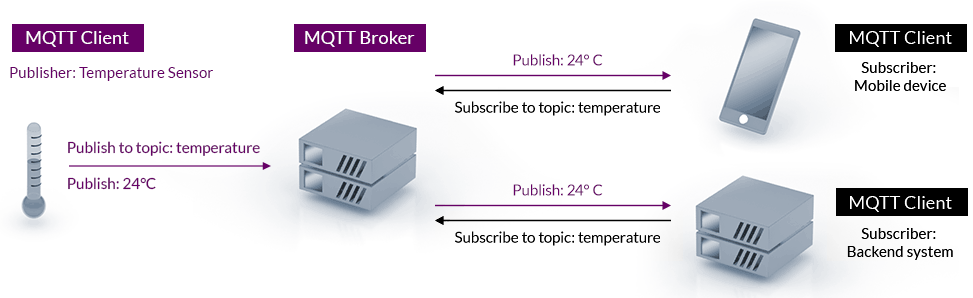 MQTT Client
Publisher: Temperature Sensor
Publish to topic: temperature
Publish: 24°C
MQTT Broker
Publish: 24° C
Subscribe to topic: temperature
MQTT Client
Subscriber:
Mobile device
Publish: 24° C
Subscribe to topic: temperature
MQTT Client
Subscriber:
Backend system